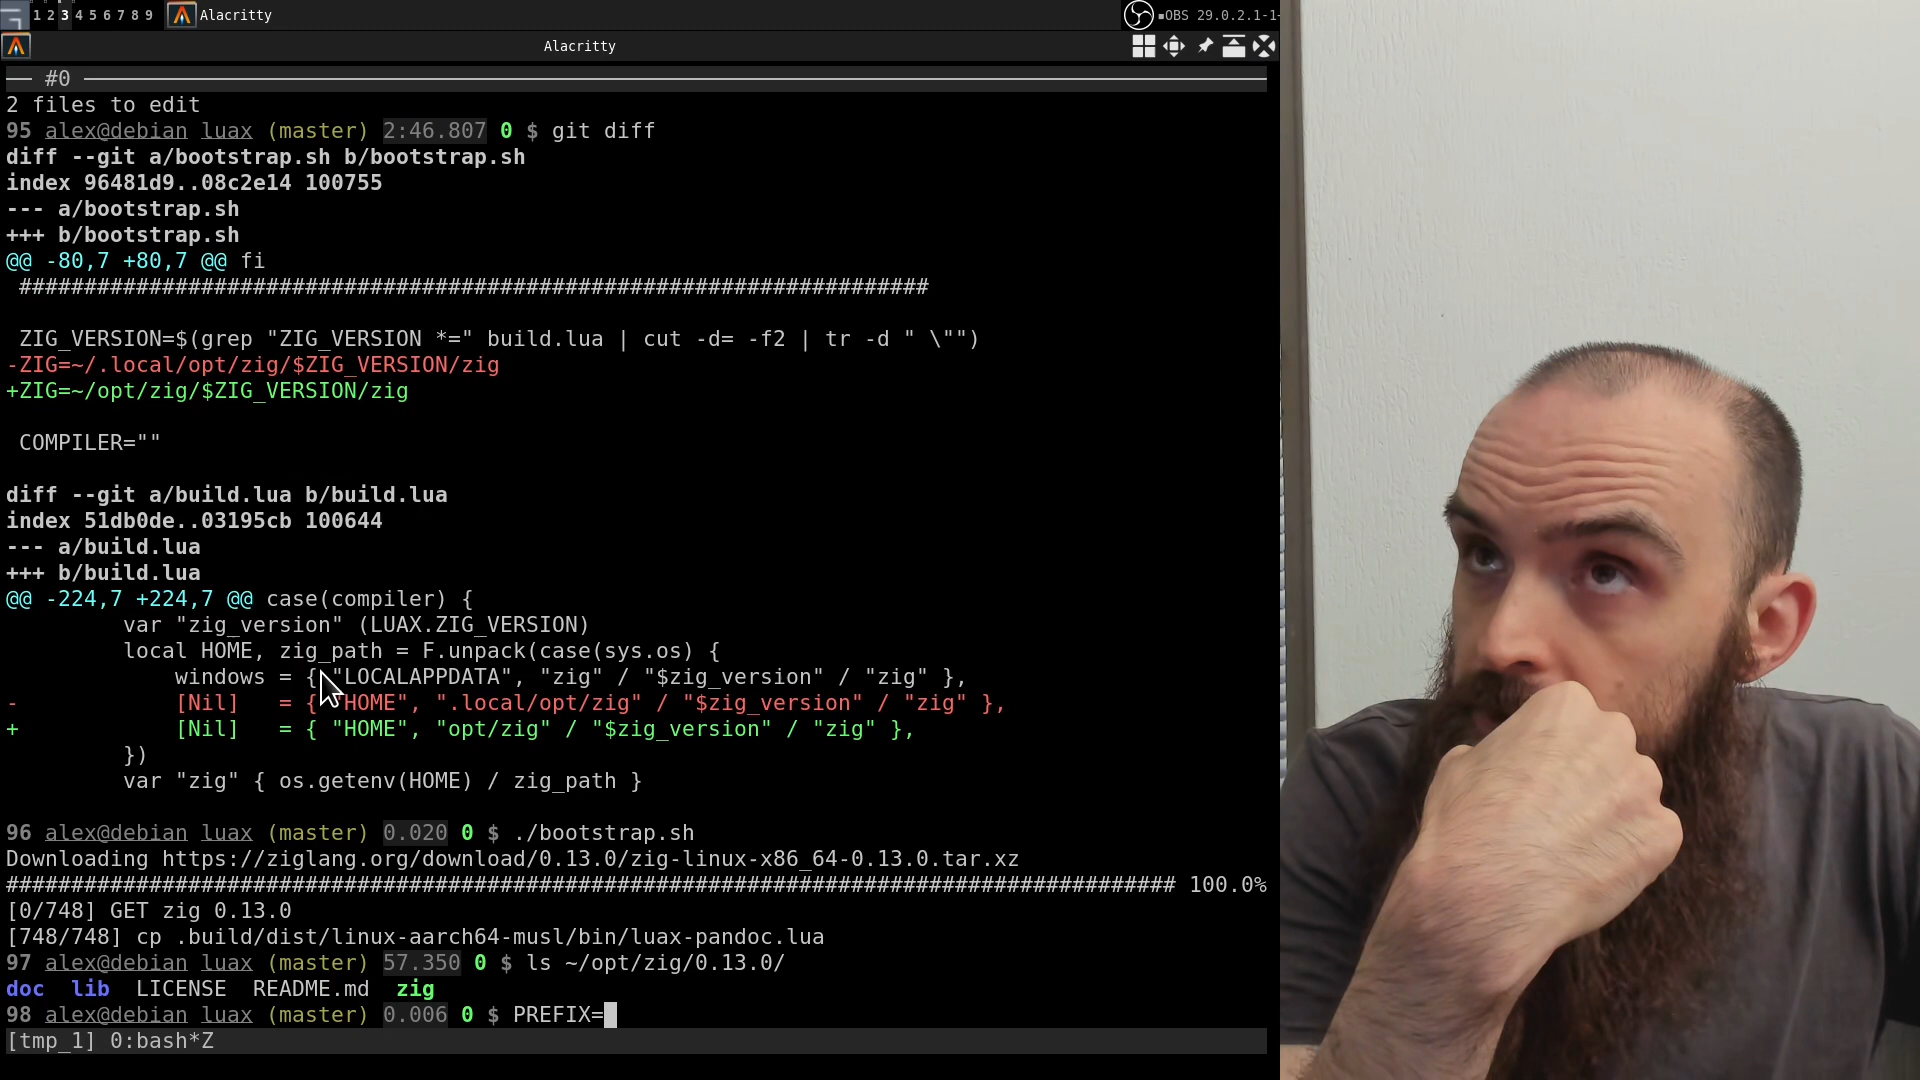 1 2 3 4 5 6 7 8 9 Alacritty ▪OBS 29.0.2.1-1-
Alacritty
── #0 ──────────
2 files to edit
95 alex@debian luax (master) 2:46.807 0 $ git diff
diff --git a/bootstrap.sh b/bootstrap.sh
index 96481d9..08c2e14 100755
--- a/bootstrap.sh
+++ b/bootstrap.sh
@@ -80,7 +80,7 @@ fi
 ######################################################################
 ZIG_VERSION=$(grep "ZIG_VERSION *=" build.lua | cut -d= -f2 | tr -d " \"")
-ZIG=~/.local/opt/zig/$ZIG_VERSION/zig
+ZIG=~/opt/zig/$ZIG_VERSION/zig
 COMPILER=""
diff --git a/build.lua b/build.lua
index 51db0de..03195cb 100644
--- a/build.lua
+++ b/build.lua
@@ -224,7 +224,7 @@ case(compiler) {
         var "zig_version" (LUAX.ZIG_VERSION)
         local HOME, zig_path = F.unpack(case(sys.os) {
             windows = { "LOCALAPPDATA", "zig" / "$zig_version" / "zig" },
-            [Nil]   = { "HOME", ".local/opt/zig" / "$zig_version" / "zig" },
+            [Nil]   = { "HOME", "opt/zig" / "$zig_version" / "zig" },
         })
         var "zig" { os.getenv(HOME) / zig_path }
96 alex@debian luax (master) 0.020 0 $ ./bootstrap.sh
Downloading https://ziglang.org/download/0.13.0/zig-linux-x86_64-0.13.0.tar.xz
########################################################################################## 100.0%
[0/748] GET zig 0.13.0
[748/748] cp .build/dist/linux-aarch64-musl/bin/luax-pandoc.lua
97 alex@debian luax (master) 57.350 0 $ ls ~/opt/zig/0.13.0/
doc  lib  LICENSE  README.md  zig
98 alex@debian luax (master) 0.006 0 $ PREFIX=
[tmp_1] 0:bash*Z